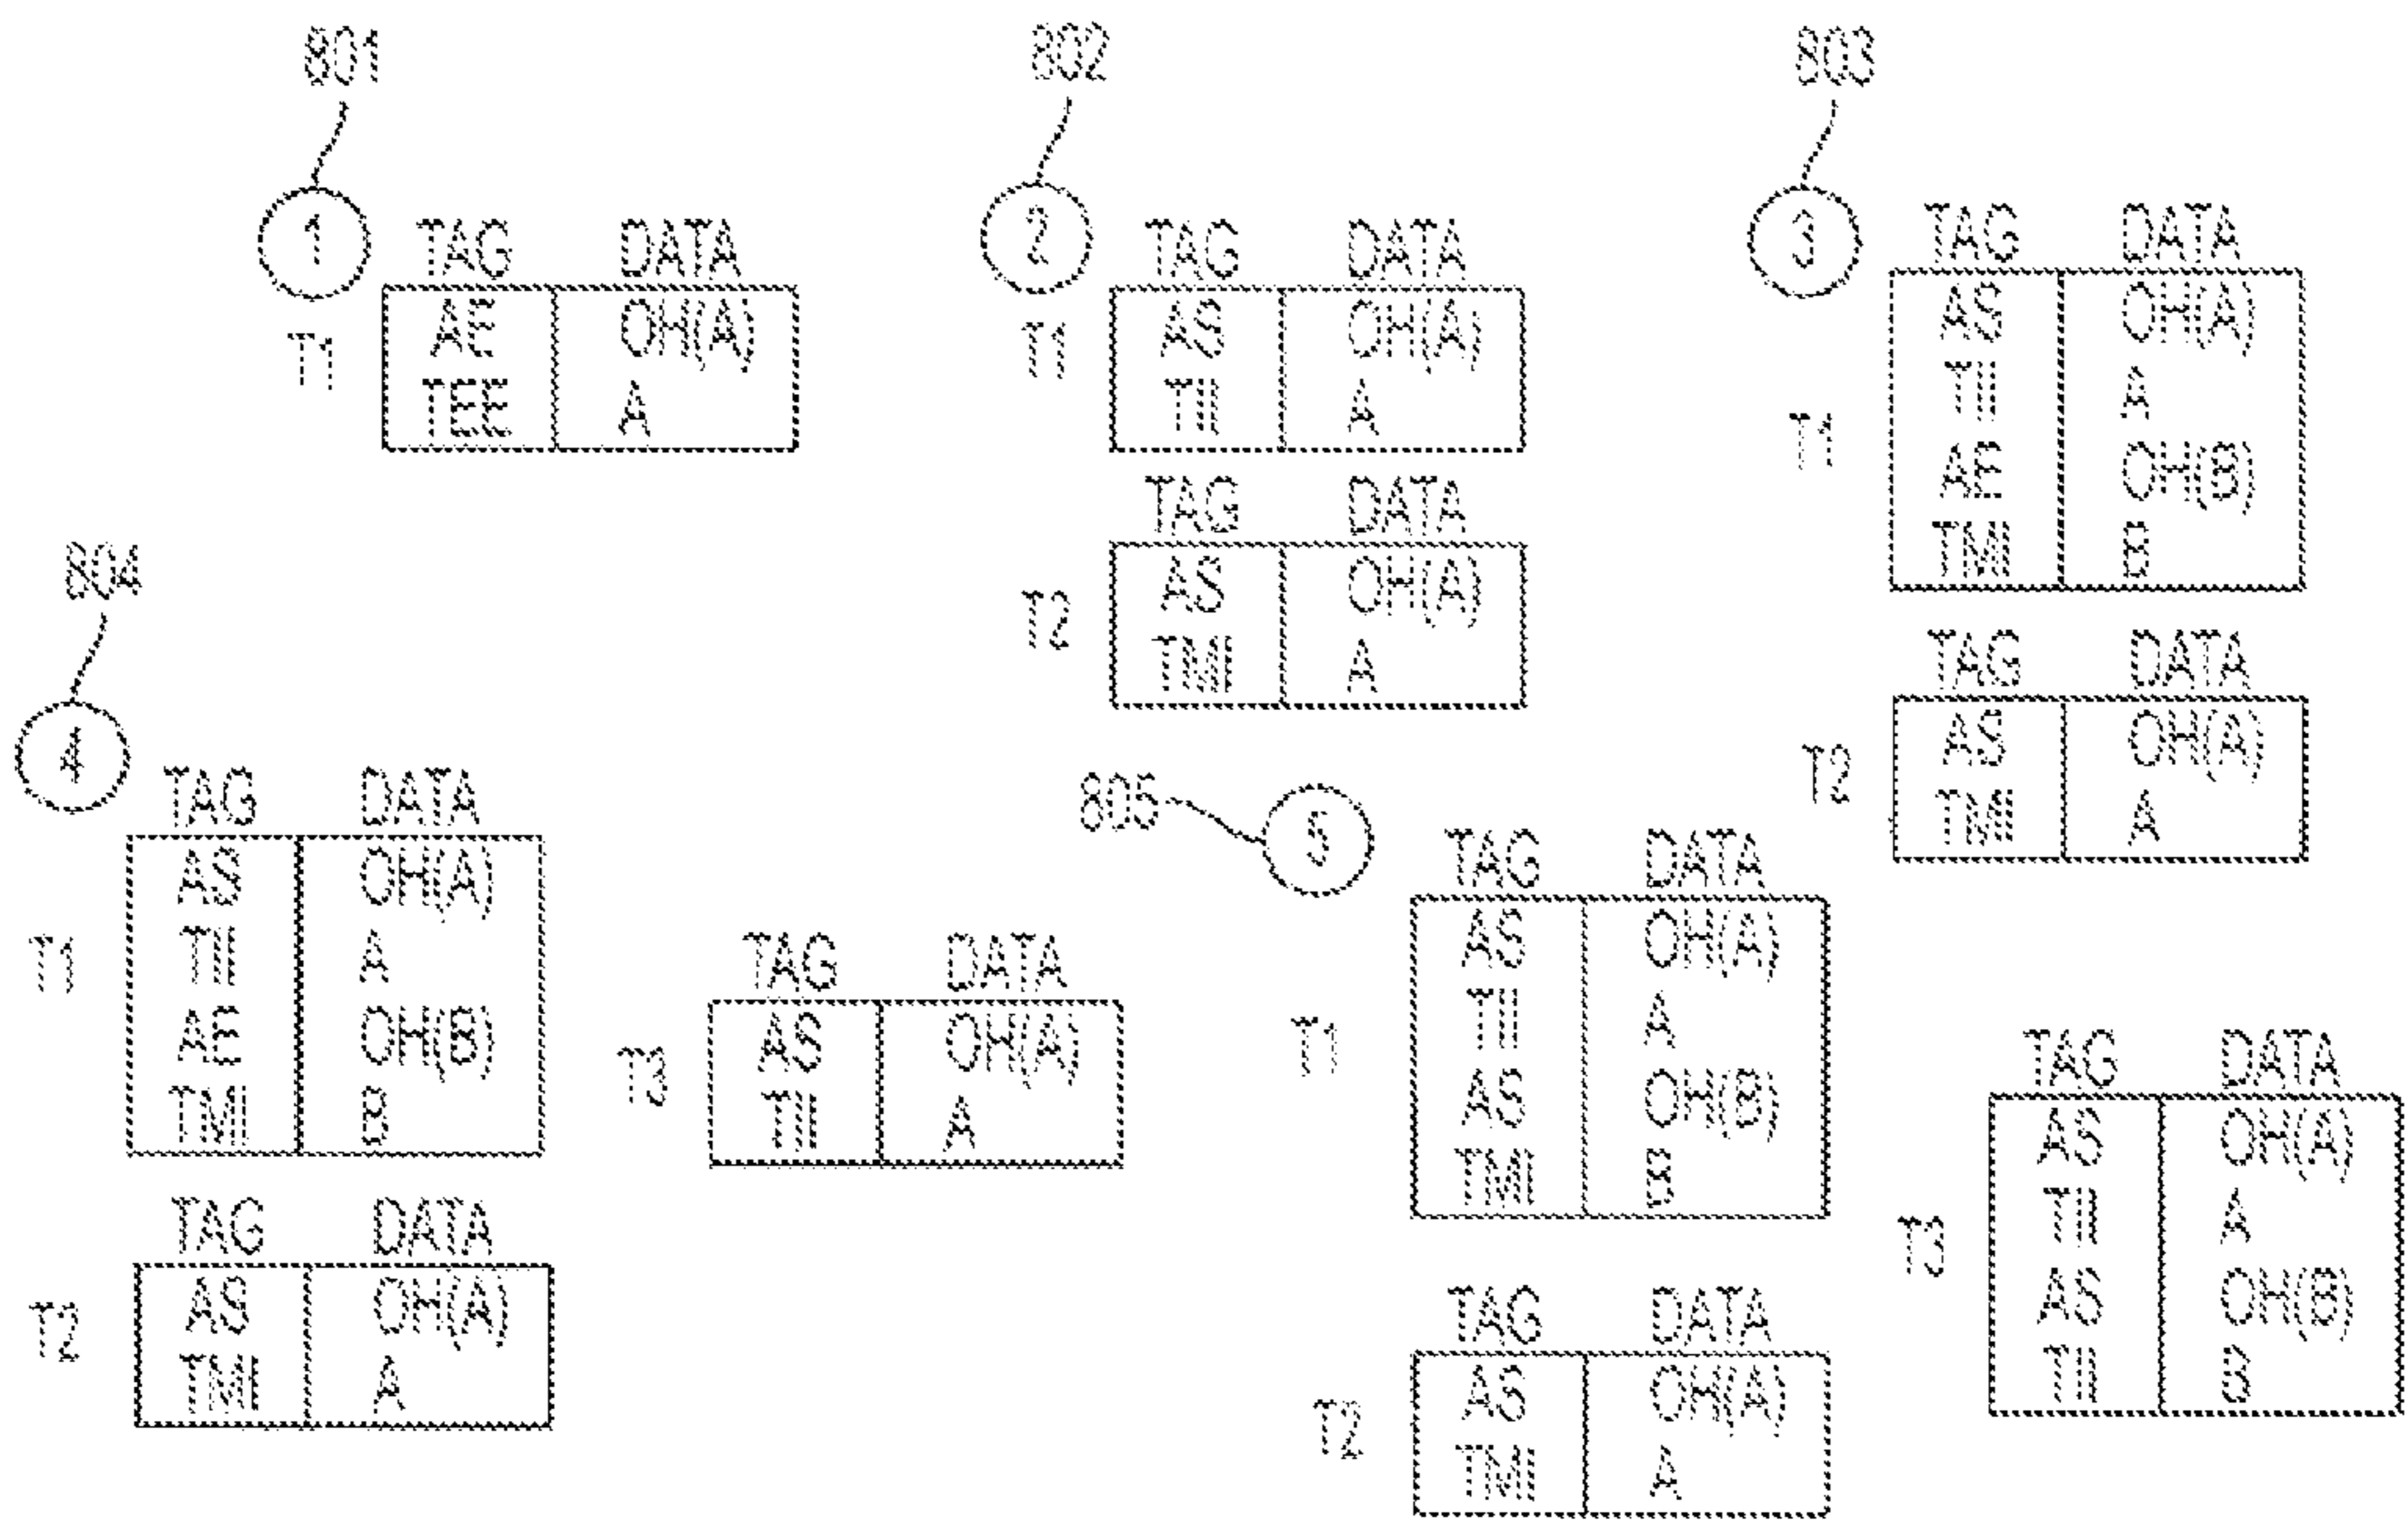 801
1
TAG DATA
T1
AE OH(A)
TEE A
802
2
TAG DATA
T1
AS OH(A)
TII A
TAG DATA
T2
AS OH(A)
TMI A
803
3
TAG DATA
T1
AS OH(A)
TII A
AE OH(B)
TMI B
TAG DATA
T2
AS OH(A)
TMI A
804
4
TAG DATA
T1
AS OH(A)
TII A
AE OH(B)
TMI B
TAG DATA
T2
AS OH(A)
TMI A
TAG DATA
T3
AS OH(A)
TII A
805
5
TAG DATA
T1
AS OH(A)
TII A
AS OH(B)
TMI B
TAG DATA
T2
AS OH(A)
TMI A
TAG DATA
T3
AS OH(A)
TII A
AS OH(B)
TII B